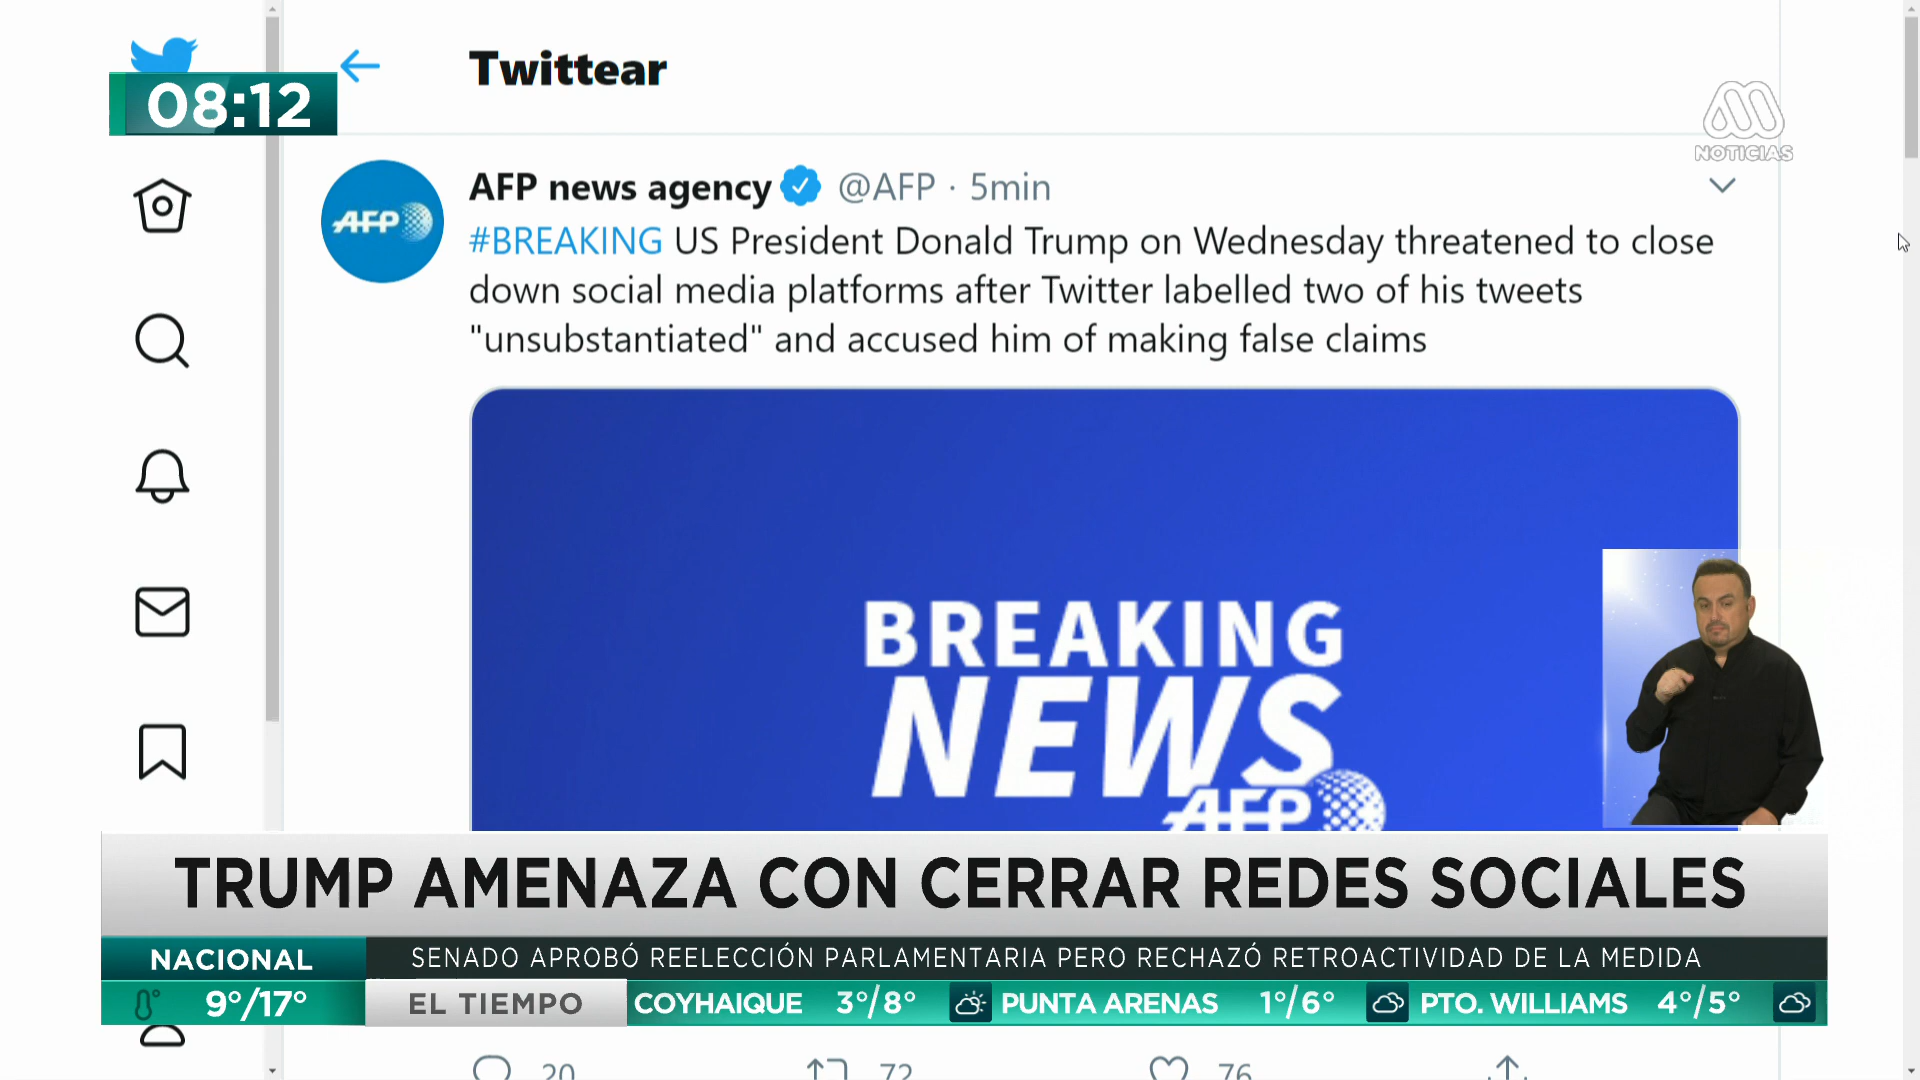 Twittear
08:12
NOTICIAS
AFP
AFP news agency @AFP · 5min
#BREAKING US President Donald Trump on Wednesday threatened to close
down social media platforms after Twitter labelled two of his tweets
"unsubstantiated" and accused him of making false claims
BREAKING
NEWS
AFP
TRUMP AMENAZA CON CERRAR REDES SOCIALES
NACIONAL SENADO APROBÓ REELECCIÓN PARLAMENTARIA PERO RECHAZÓ RETROACTIVIDAD DE LA MEDIDA
9°/17° EL TIEMPO COYHAIQUE 3°/8° PUNTA ARENAS 1°/6° PTO. WILLIAMS 4°/5°
20 72 76